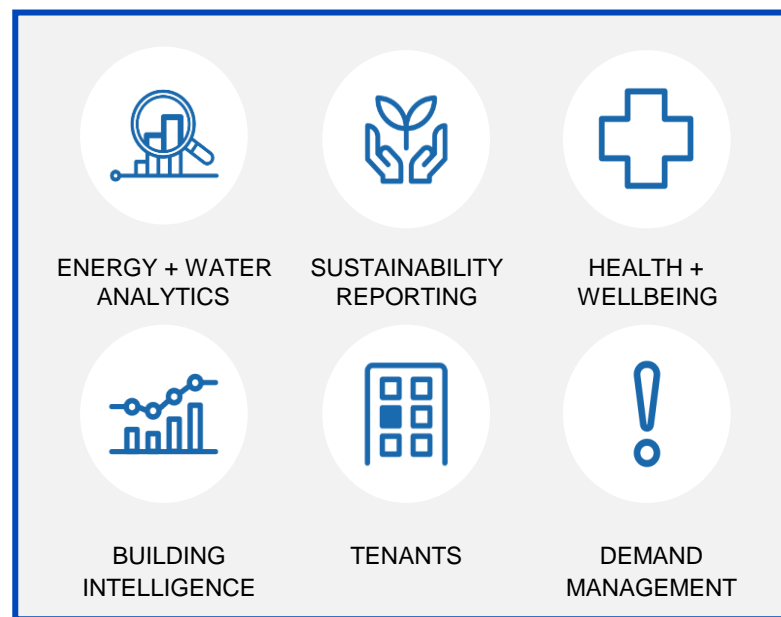 ENERGY + WATER
ANALYTICS
SUSTAINABILITY
REPORTING
HEALTH +
WELLBEING
BUILDING
INTELLIGENCE
TENANTS
DEMAND
MANAGEMENT